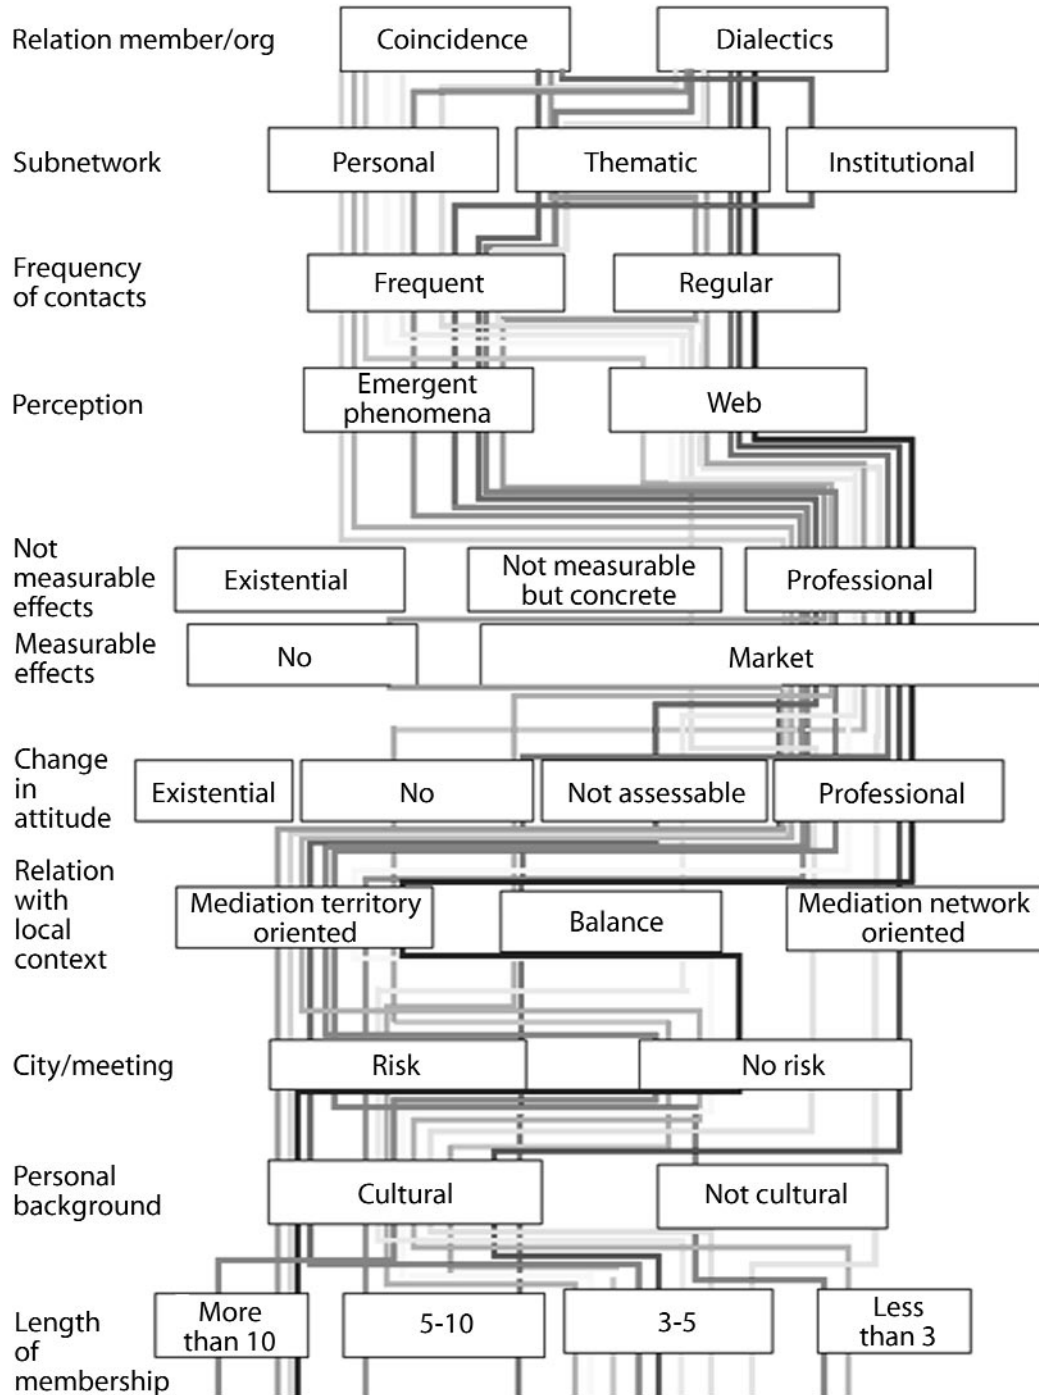 Relation member/org
Coincidence
Dialectics
Subnetwork
Personal
Thematic
Institutional
Frequency
of contacts
Frequent
Regular
Perception
Emergent
phenomena
Web
Not
measurable
effects
Existential
Not measurable
but concrete
Professional
Measurable
effects
No
Market
Change
in
attitude
Existential
No
Not assessable
Professional
Relation
with
local
context
Mediation territory
oriented
Balance
Mediation network
oriented
City/meeting
Risk
No risk
Personal
background
Cultural
Not cultural
Length
of
membership
More
than 10
5-10
3-5
Less
than 3